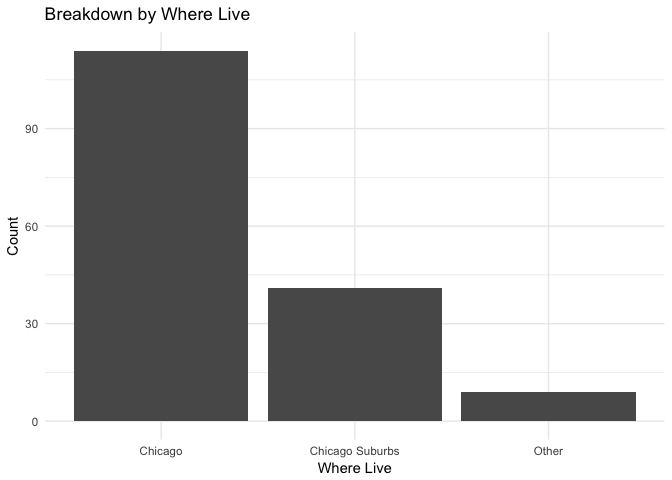 Breakdown by Where Live
Count
90
60
30
0
Chicago
Chicago Suburbs
Other
Where Live